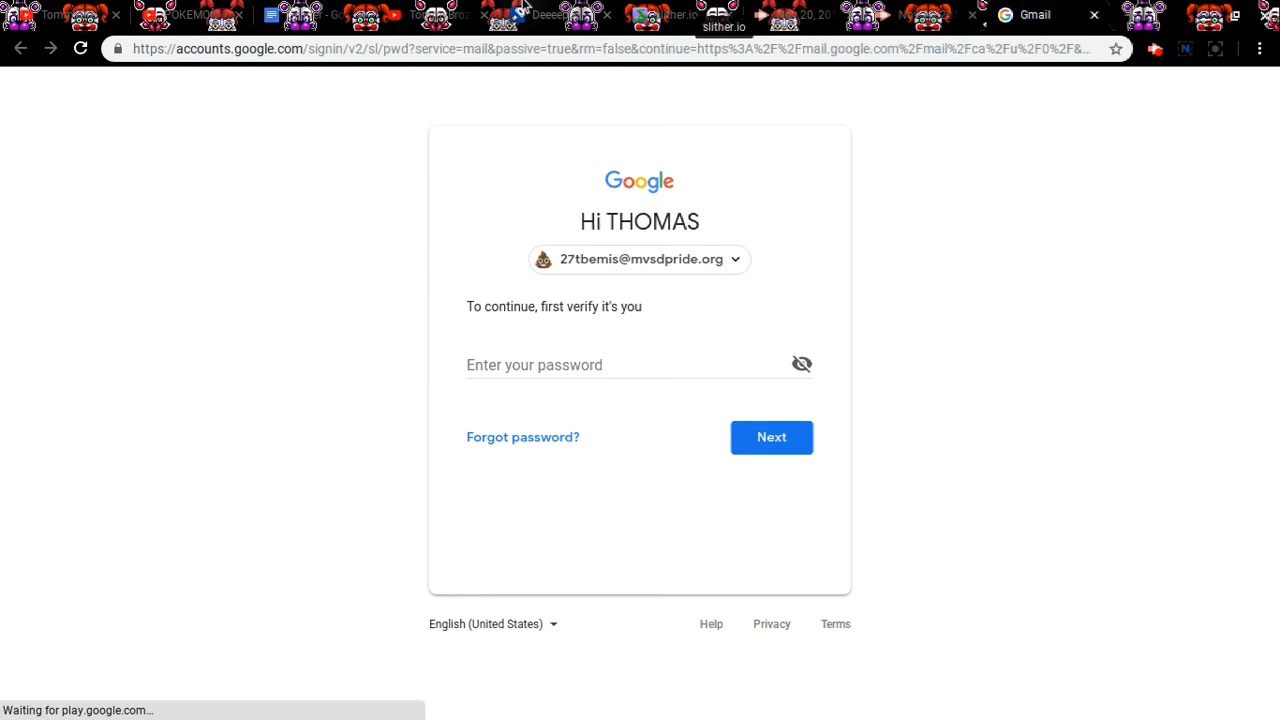 slither.io
Gmail
https://accounts.google.com/signin/v2/sl/pwd?service=mail&passive=true&rm=false&continue=https%3A%2F%2Fmail.google.com%2Fmail%2Fca%2Fu%2F0%2F&...
Google
Hi THOMAS
27tbemis@mvsdpride.org
To continue, first verify it's you
Enter your password
Forgot password?
Next
English (United States)
Help Privacy Terms
Waiting for play.google.com...